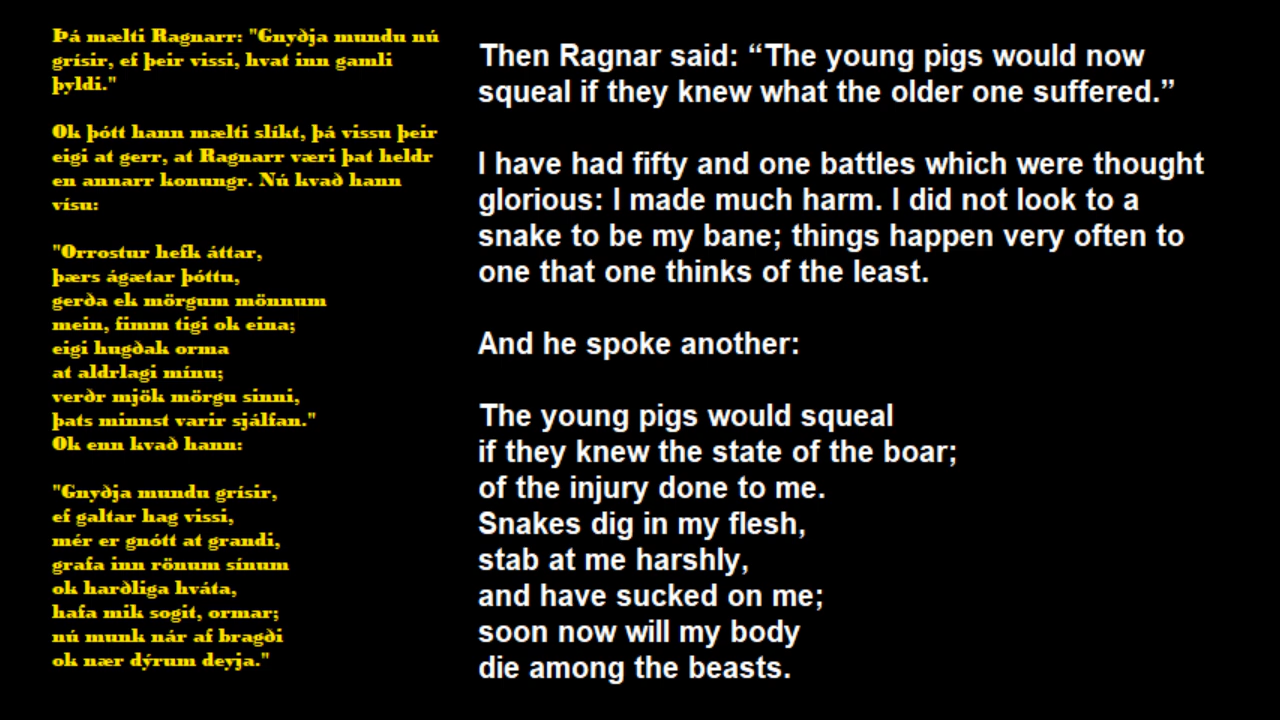 Þá mælti Ragnarr: "Gnyðja mundu nú
grísir, ef þeir vissi, hvat inn gamli
þyldi."
Ok þótt hann mælti slíkt, þá vissu þeir
eigi at gerr, at Ragnarr væri þat heldr
en annarr konungr. Nú kvað hann
vísu:
"Orrostur hefk áttar,
þærs ágætar þóttu,
gerða ek mörgum mönnum
mein, fimm tigi ok eina;
eigi hugðak orma
at aldrlagi mínu;
verðr mjök mörgu sinni,
þats minnst varir sjálfan."
Ok enn kvað hann:
"Gnyðja mundu grísir,
ef galtar hag vissi,
mér er gnótt at grandi,
grafa inn rönum sínum
ok harðliga hváta,
hafa mik sogit, ormar;
nú munk nár af bragði
ok nær dýrum deyja."
Then Ragnar said: “The young pigs would now
squeal if they knew what the older one suffered.”
I have had fifty and one battles which were thought
glorious: I made much harm. I did not look to a
snake to be my bane; things happen very often to
one that one thinks of the least.
And he spoke another:
The young pigs would squeal
if they knew the state of the boar;
of the injury done to me.
Snakes dig in my flesh,
stab at me harshly,
and have sucked on me;
soon now will my body
die among the beasts.